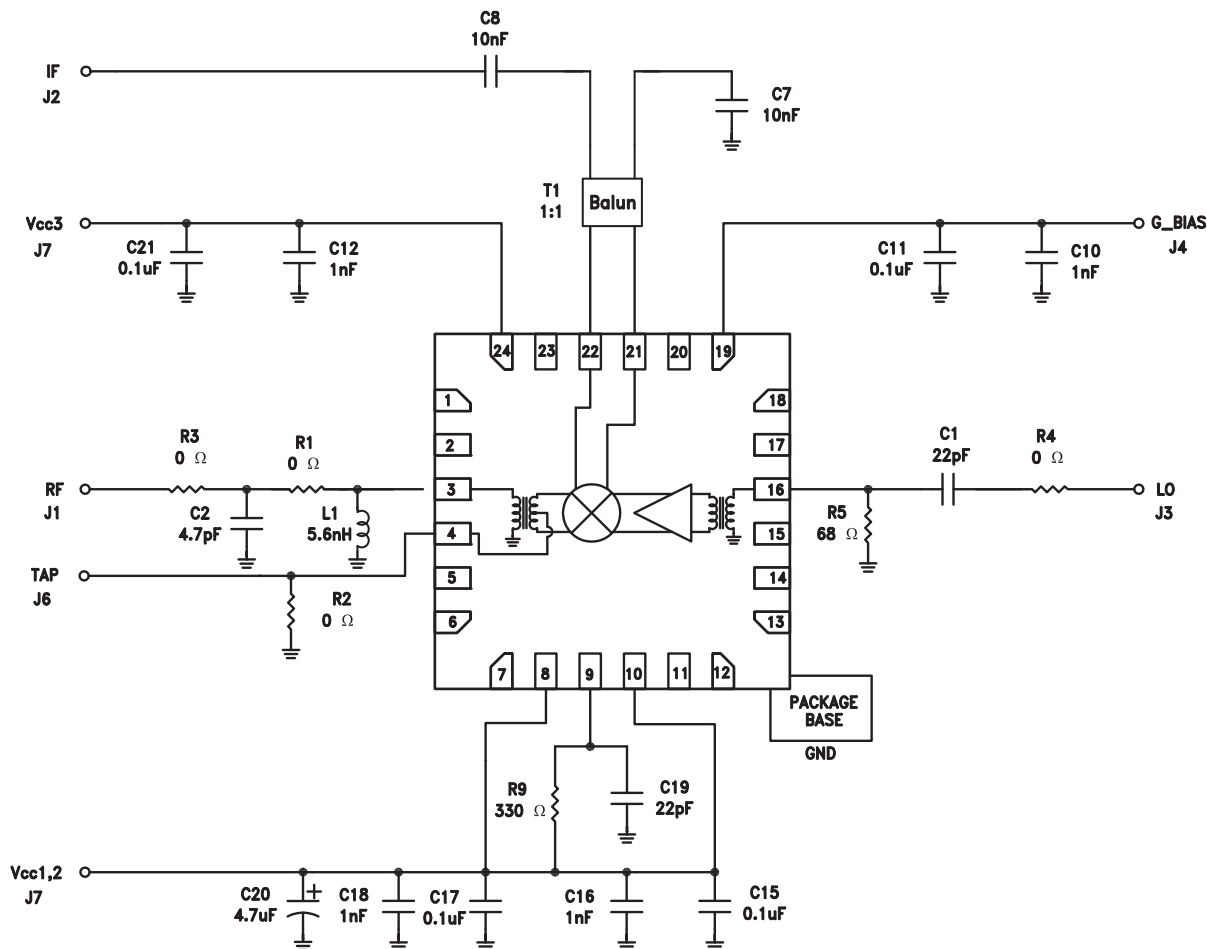 C8
10nF
IF
J2
C7
10nF
T1
1:1
Balun
Vcc3
J7
C21
0.1uF
C12
1nF
C11
0.1uF
C10
1nF
G_BIAS
J4
24
23
22
21
20
19
1
2
3
4
5
6
18
17
16
15
14
13
7
8
9
10
11
12
RF
J1
R3
0 Ω
R1
0 Ω
C2
4.7pF
L1
5.6nH
TAP
J6
R2
0 Ω
C1
22pF
R4
0 Ω
LO
J3
R5
68 Ω
PACKAGE
BASE
GND
R9
330 Ω
C19
22pF
Vcc1,2
J7
C20
4.7uF
+
C18
1nF
C17
0.1uF
C16
1nF
C15
0.1uF